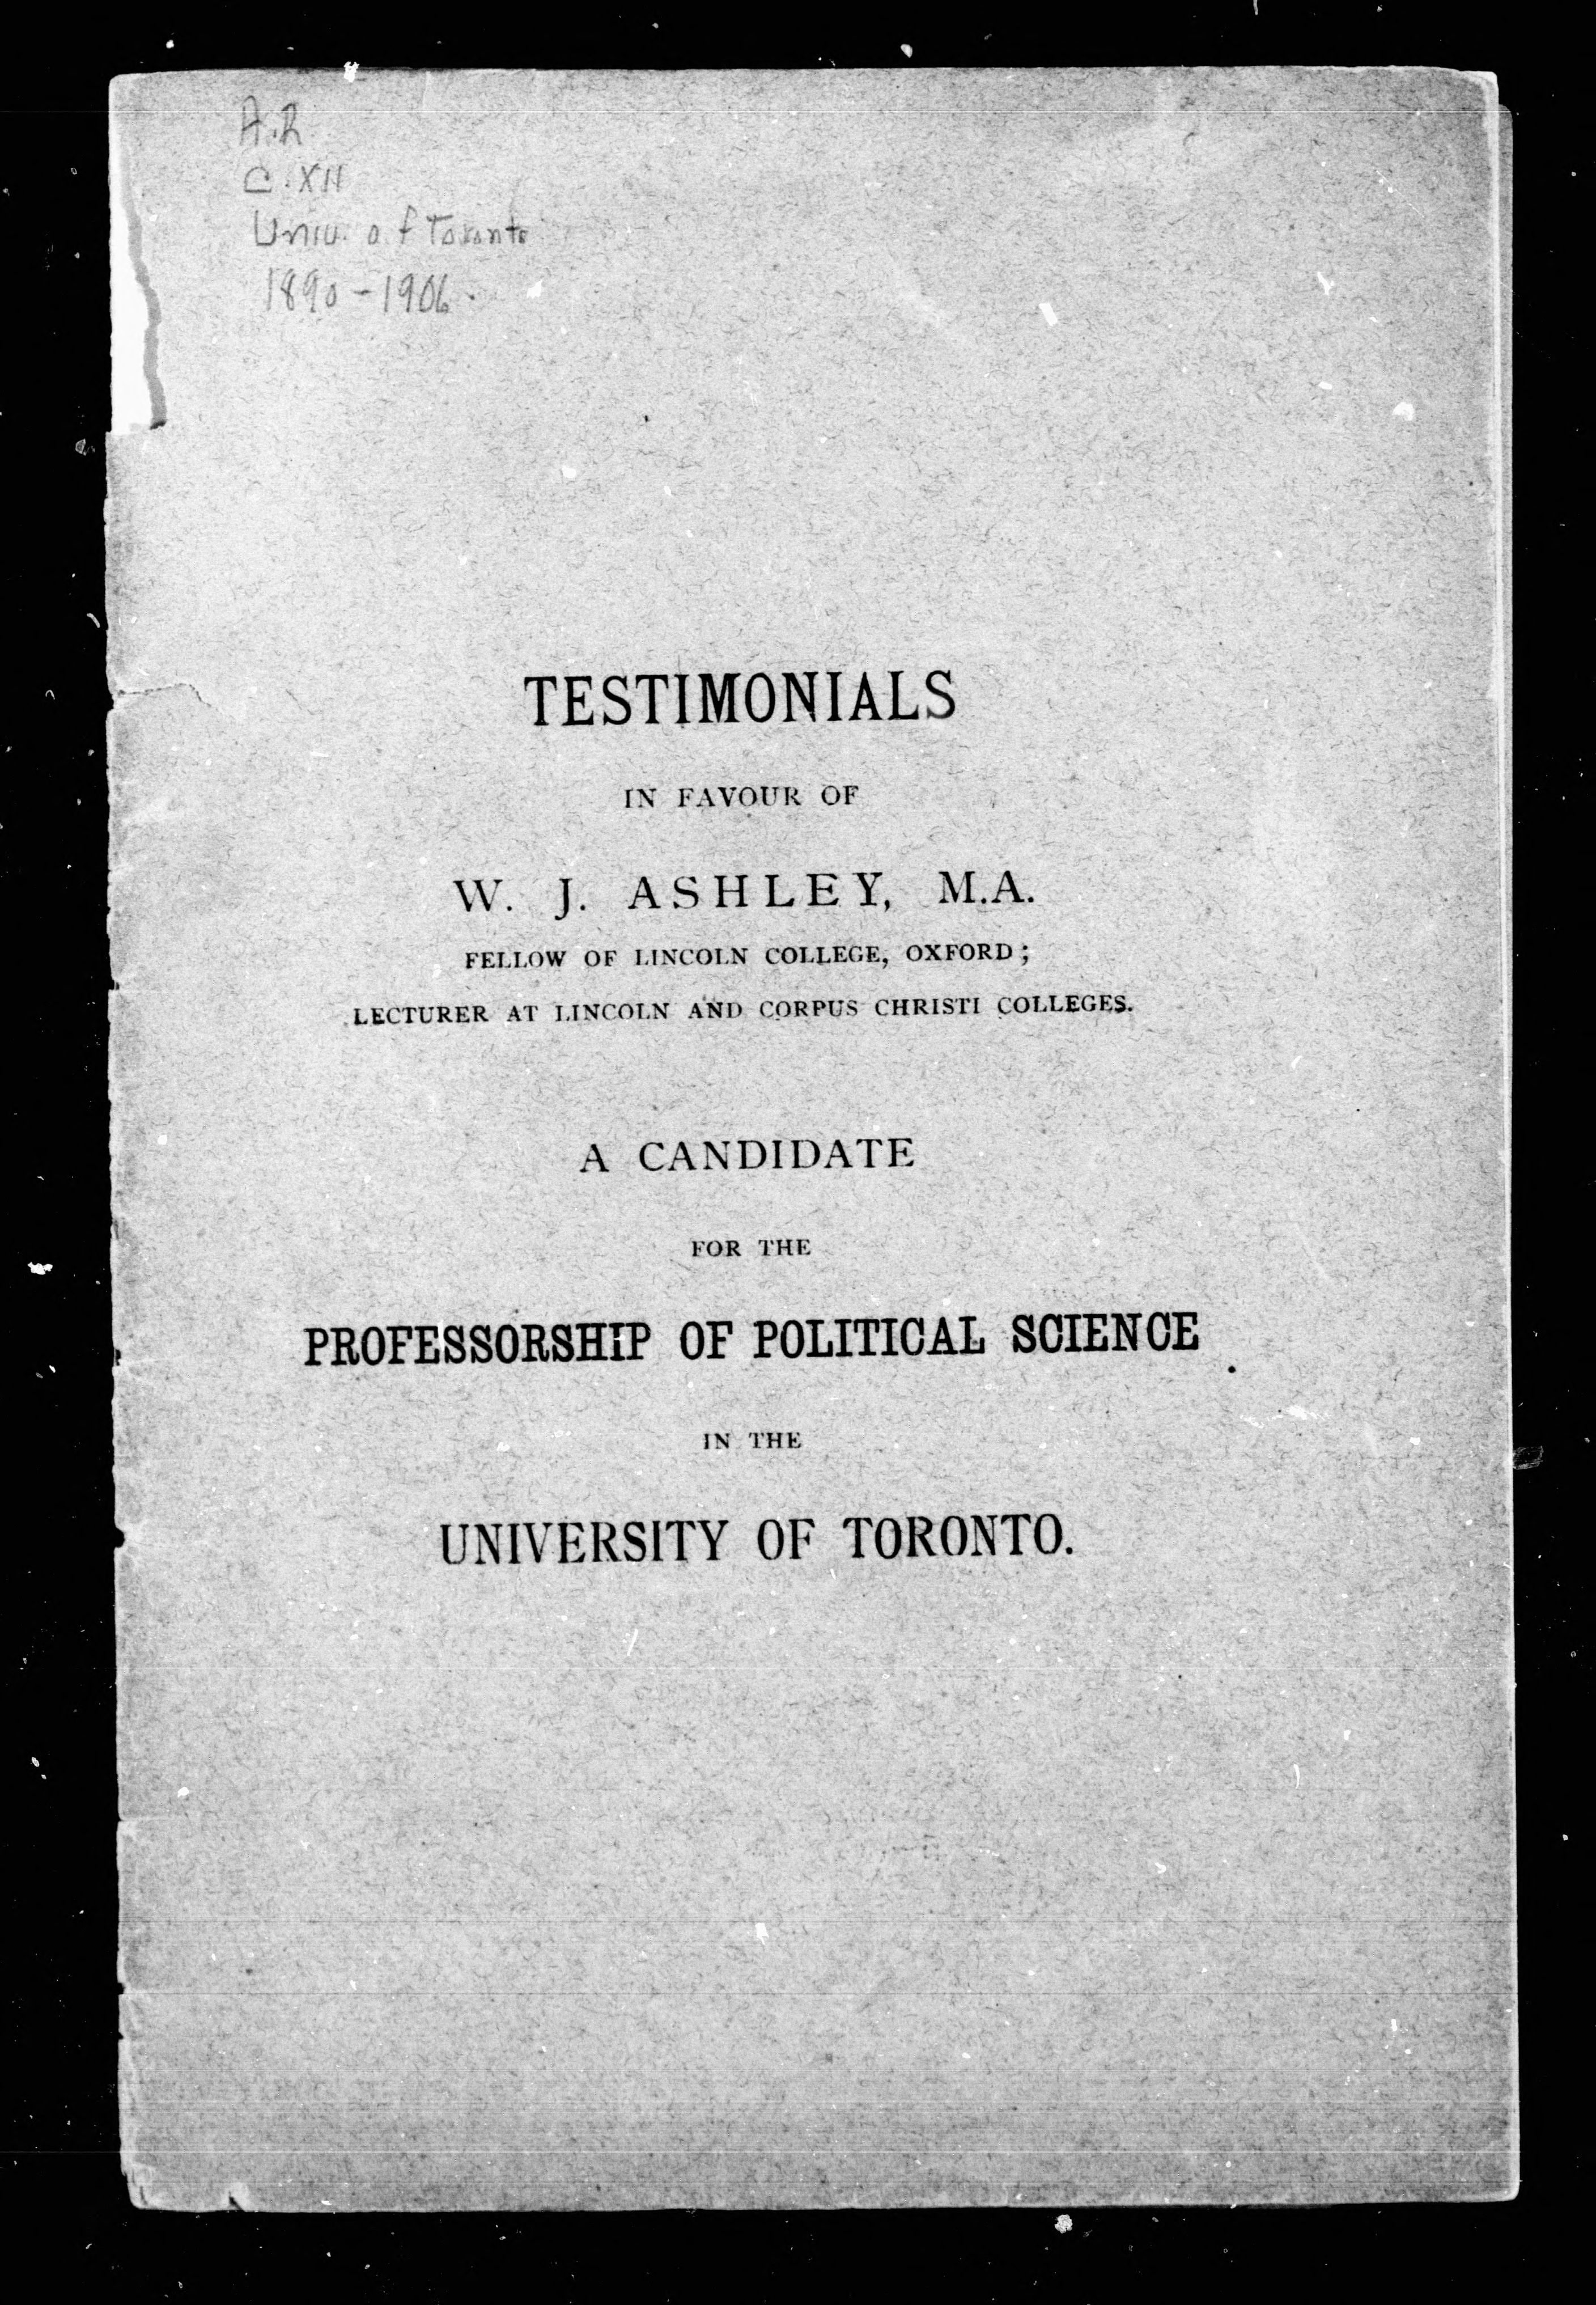 A.R.
C. XII
Univ. of Toronto
1890-1906.
TESTIMONIALS
IN FAVOUR OF
W. J. ASHLEY, M.A.
FELLOW OF LINCOLN COLLEGE, OXFORD;
LECTURER AT LINCOLN AND CORPUS CHRISTI COLLEGES.
A CANDIDATE
FOR THE
PROFESSORSHIP OF POLITICAL SCIENCE
IN THE
UNIVERSITY OF TORONTO.